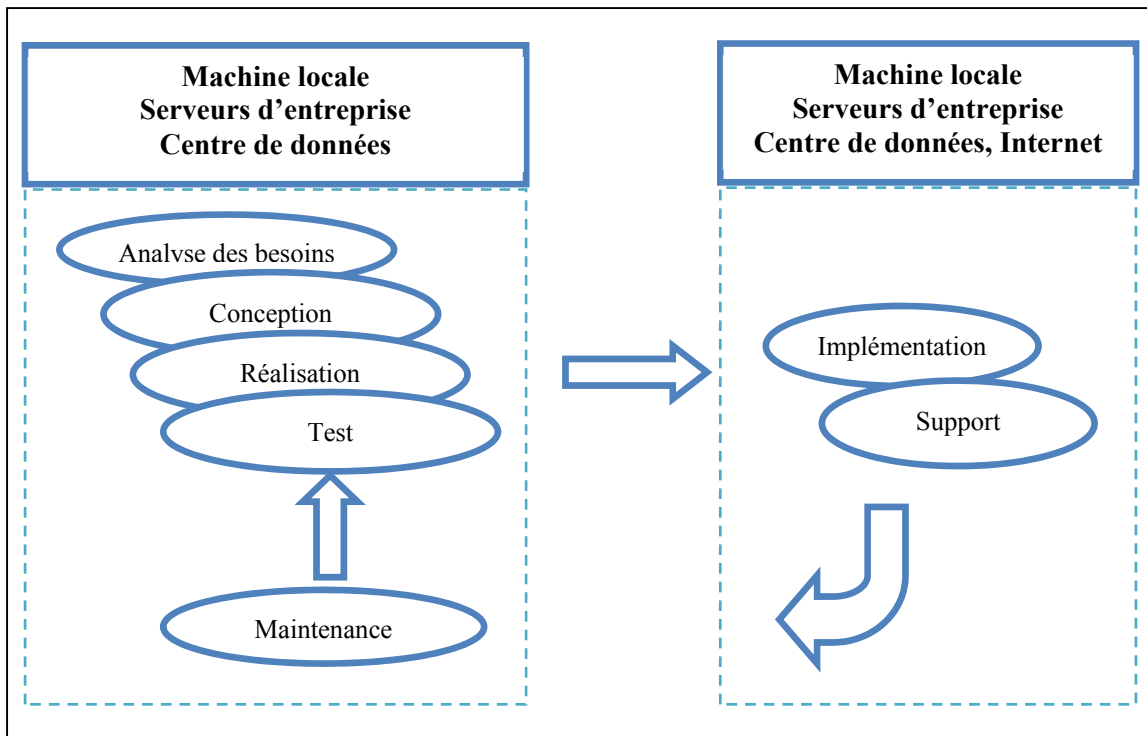 Machine locale
Serveurs d’entreprise
Centre de données
Machine locale
Serveurs d’entreprise
Centre de données, Internet
Analyse des besoins
Conception
Réalisation
Test
Maintenance
Implémentation
Support